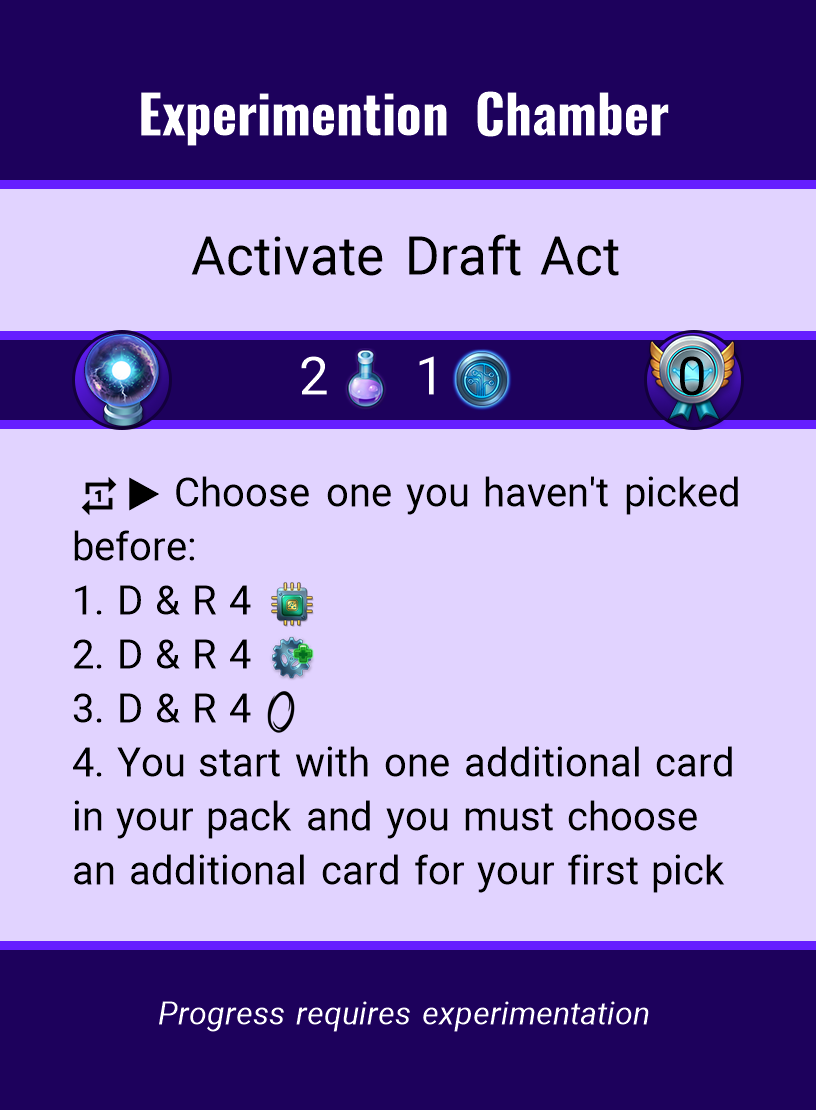 Experimention Chamber
Activate Draft Act
2 1 0
1 ▶ Choose one you haven't picked
before:
1. D & R 4
2. D & R 4
3. D & R 4
4. You start with one additional card
in your pack and you must choose
an additional card for your first pick
Progress requires experimentation